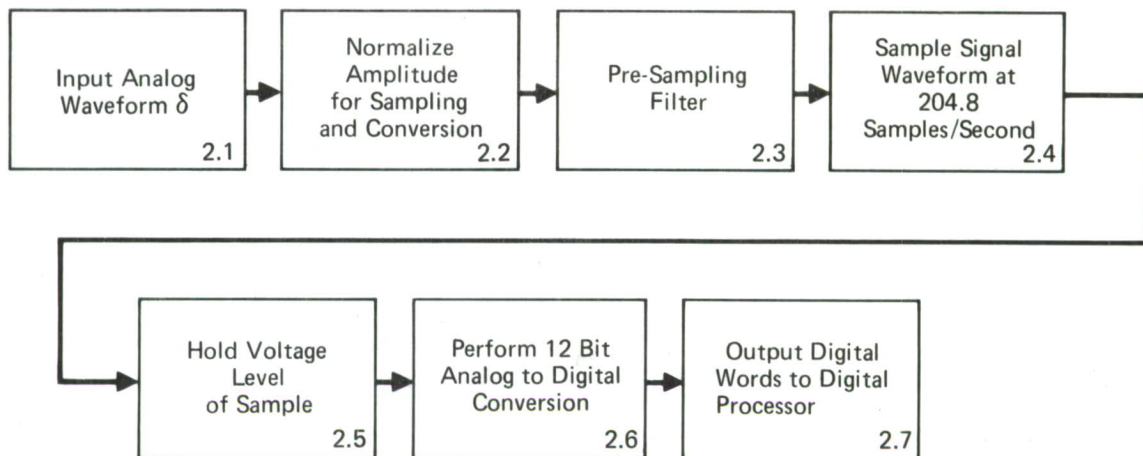 Input Analog
Waveform δ
2.1
Normalize
Amplitude
for Sampling
and Conversion
2.2
Pre-Sampling
Filter
2.3
Sample Signal
Waveform at
204.8
Samples/Second
2.4
Hold Voltage
Level
of Sample
2.5
Perform 12 Bit
Analog to Digital
Conversion
2.6
Output Digital
Words to Digital
Processor
2.7